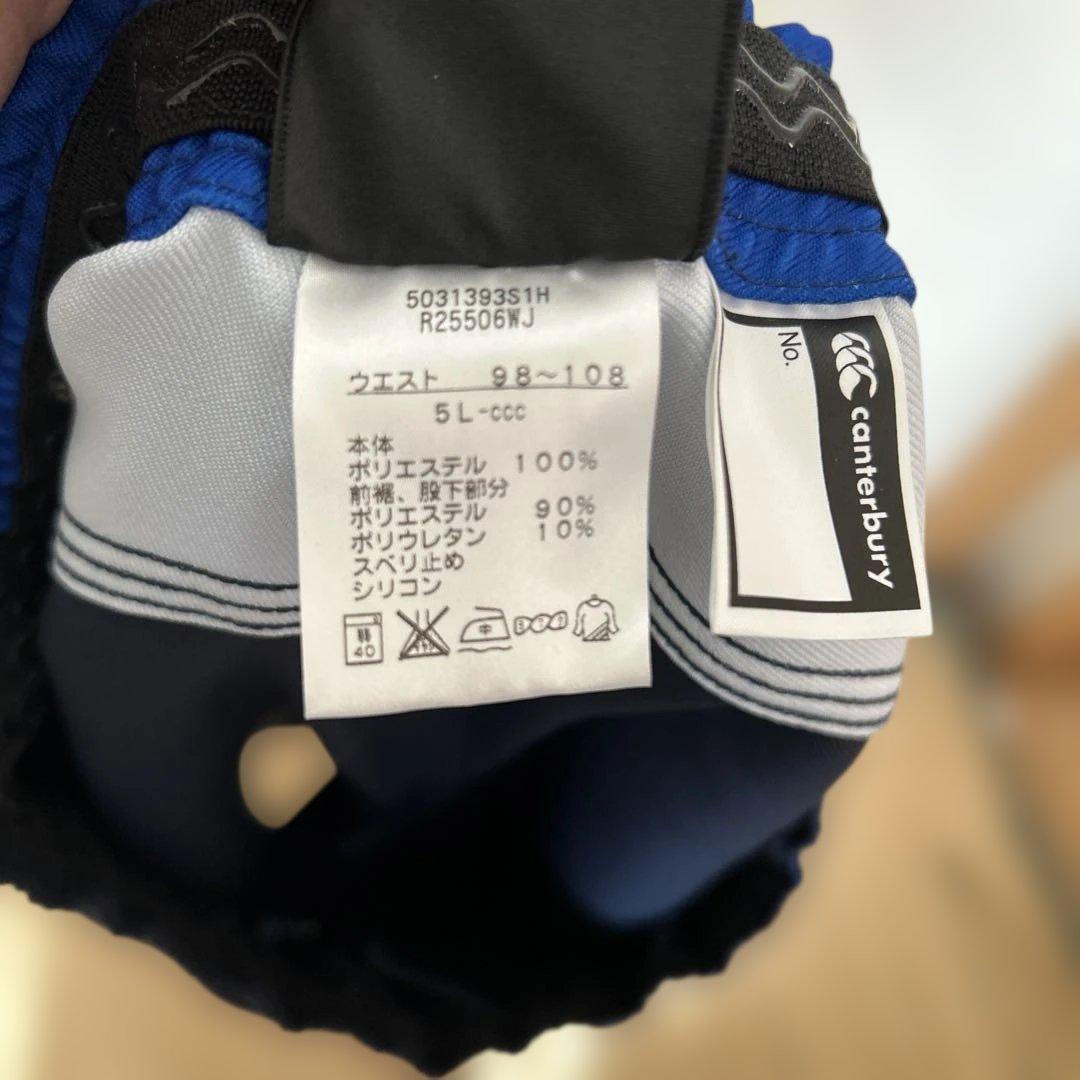 5031393S1H
R25506WJ
ウエスト 98~108
5L-ccc
本体
ポリエステル 100%
前裾、股下部分
ポリエステル 90%
ポリウレタン 10%
スベリ止め
シリコン
40
中
No.
canterbury